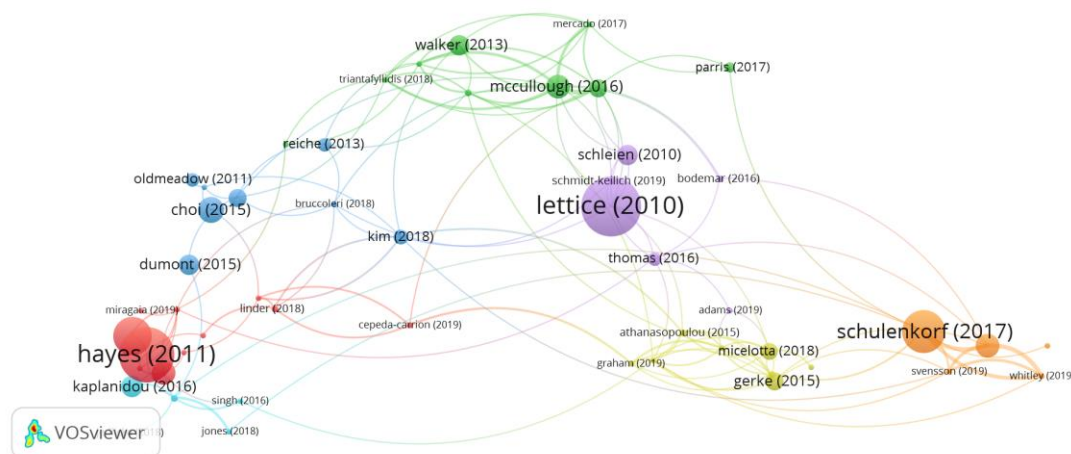 mercado (2017)
walker (2013)
parris (2017)
triantafyllidis (2018)
mccullough (2016)
reiche (2013)
schleien (2010)
oldmeadow (2011)
schmidt-keilich (2019)
bodemar (2016)
bruccoleri (2018)
lettice (2010)
choi (2015)
kim (2018)
thomas (2016)
dumont (2015)
miragaia (2019)
linder (2018)
adams (2019)
cepeda-carrion (2019)
athanasopoulou (2015)
schulenkorf (2017)
hayes (2011)
micelotta (2018)
graham (2019)
svensson (2019)
whitley (2019
kaplanidou (2016)
gerke (2015)
singh (2016)
jones (2018)
VOSviewer